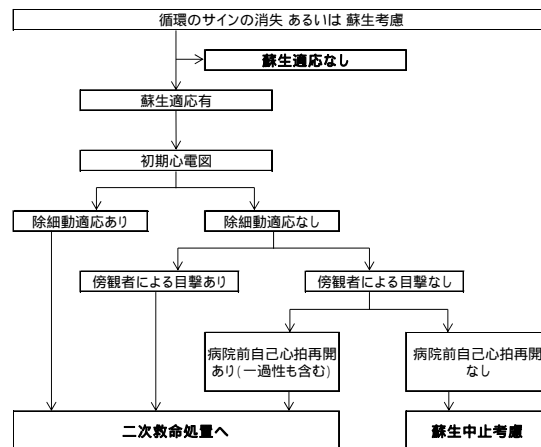 循環のサインの消失 あるいは 蘇生考慮
蘇生適応なし
蘇生適応有
初期心電図
除細動適応あり
除細動適応なし
傍観者による目撃あり
傍観者による目撃なし
病院前自己心拍再開
あり(一過性も含む)
病院前自己心拍再開
なし
二次救命処置へ
蘇生中止考慮